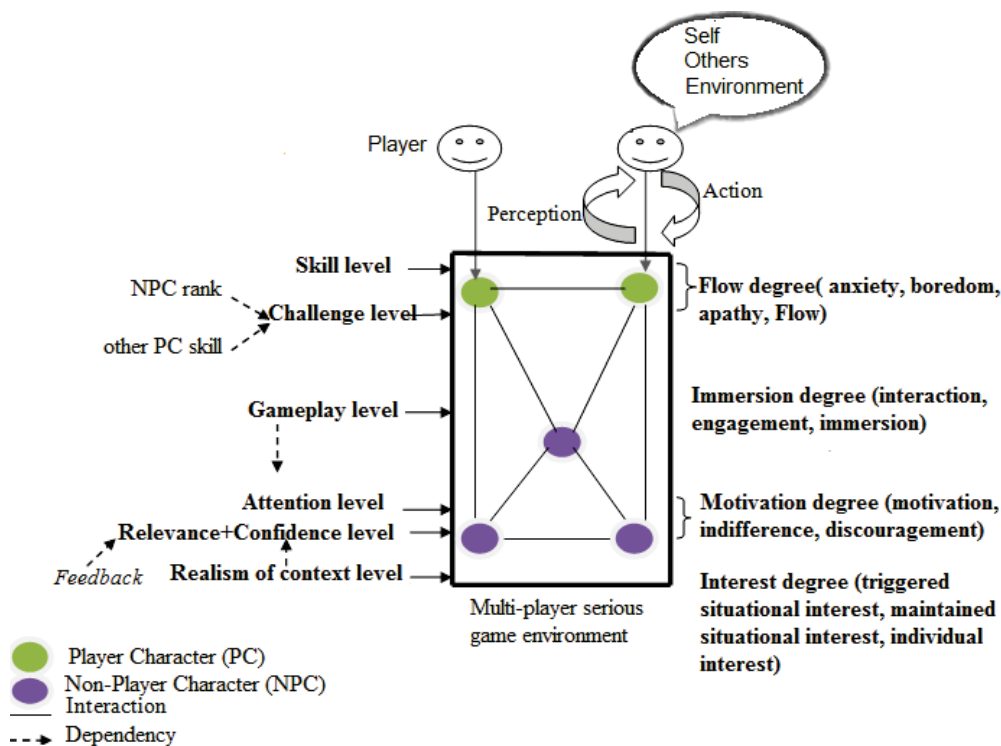 Self
Others
Environment
Player
Perception
Action
Skill level
NPC rank
Challenge level
other PC skill
Gameplay level
Attention level
Relevance+Confidence level
Feedback
Realism of context level
Flow degree( anxiety, boredom,
apathy, Flow)
Immersion degree (interaction,
engagement, immersion)
Motivation degree (motivation,
indifference, discouragement)
Interest degree (triggered
situational interest, maintained
situational interest, individual
interest)
Multi-player serious
game environment
Player Character (PC)
Non-Player Character (NPC)
Interaction
Dependency